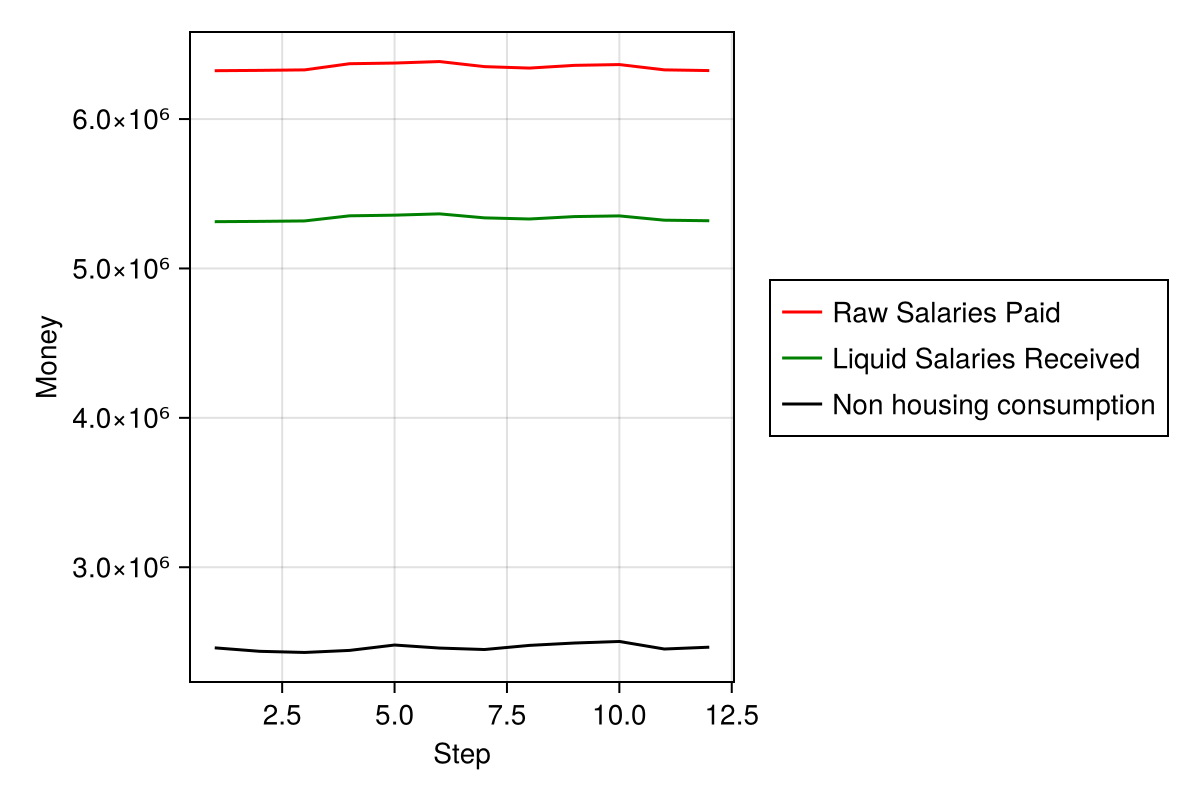 6.0×10⁶
5.0×10⁶
4.0×10⁶
3.0×10⁶
Money
2.5 5.0 7.5 10.0 12.5
Step
Raw Salaries Paid
Liquid Salaries Received
Non housing consumption